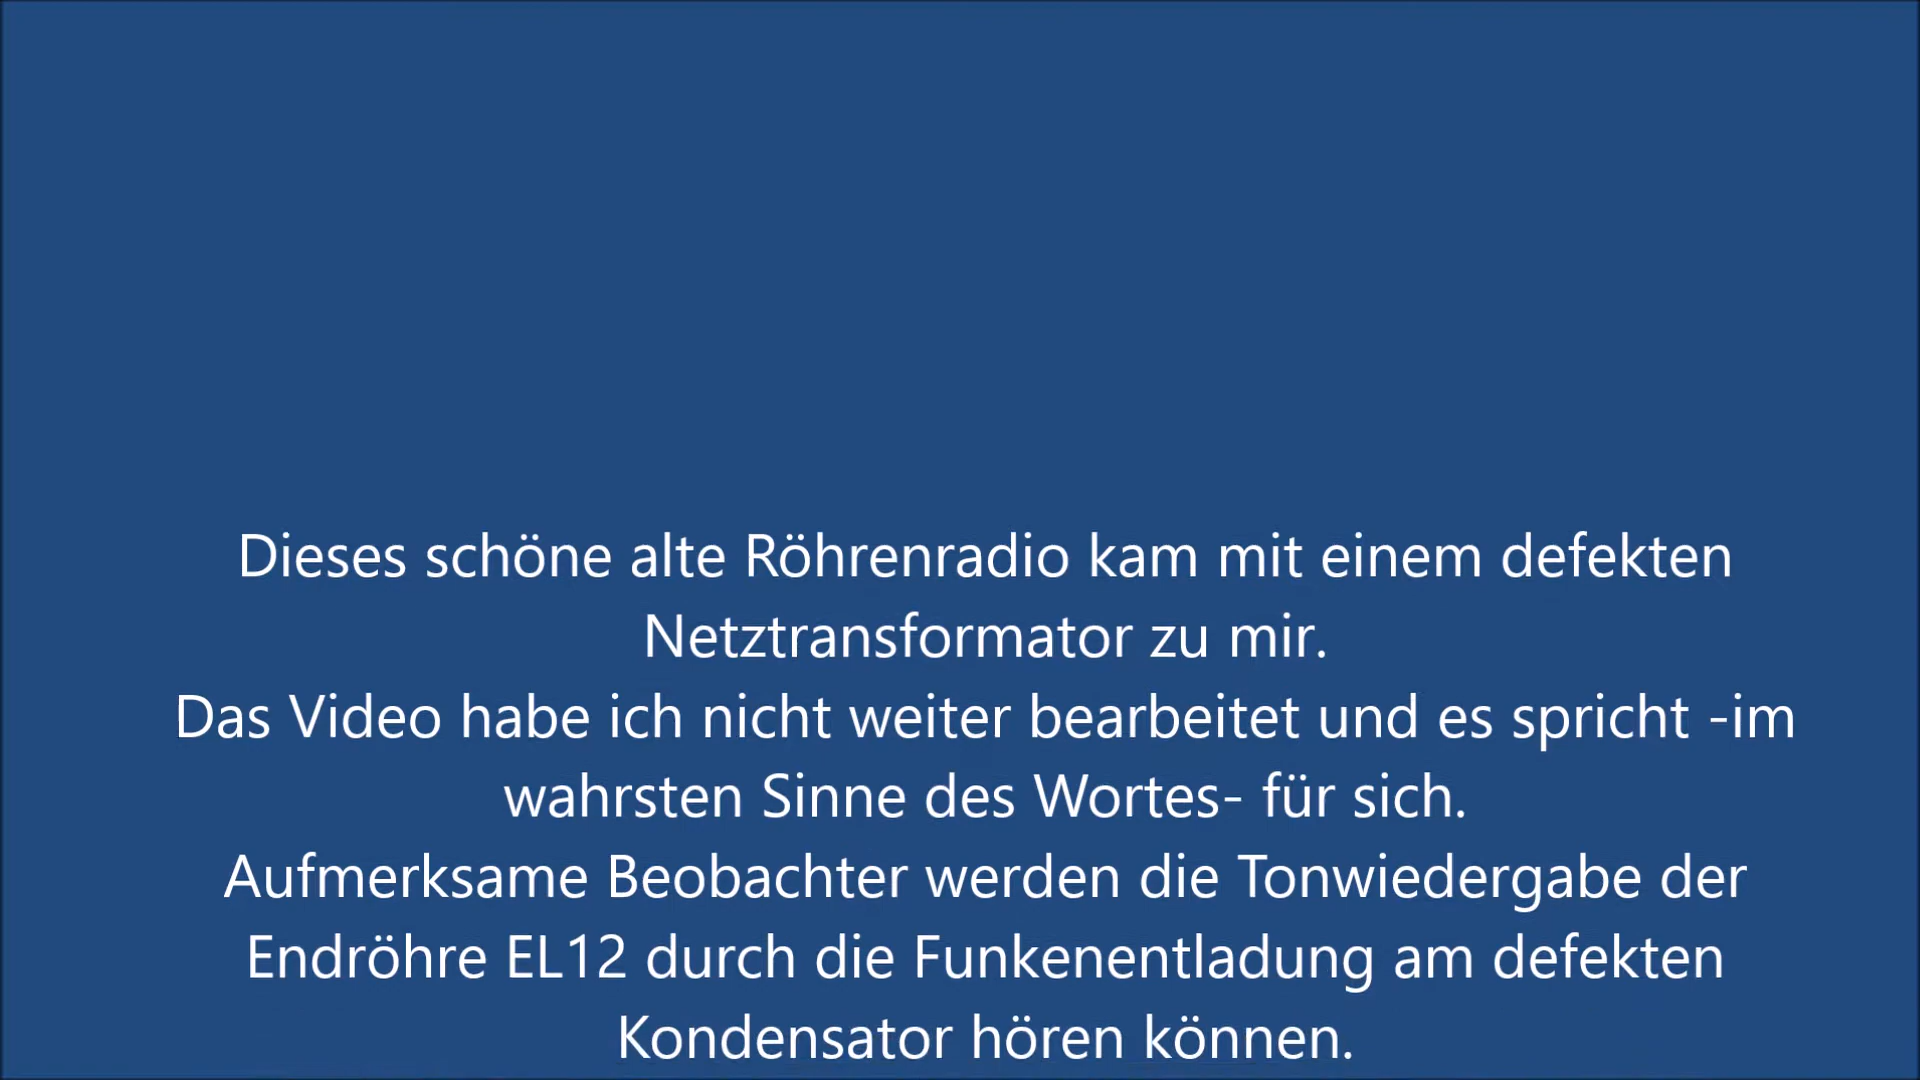 Dieses schöne alte Röhrenradio kam mit einem defekten
Netztransformator zu mir.
Das Video habe ich nicht weiter bearbeitet und es spricht -im
wahrsten Sinne des Wortes- für sich.
Aufmerksame Beobachter werden die Tonwiedergabe der
Endröhre EL12 durch die Funkenentladung am defekten
Kondensator hören können.